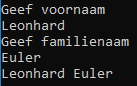 Geef voornaam
Leonhard
Geef familienaam
Euler
Leonhard Euler